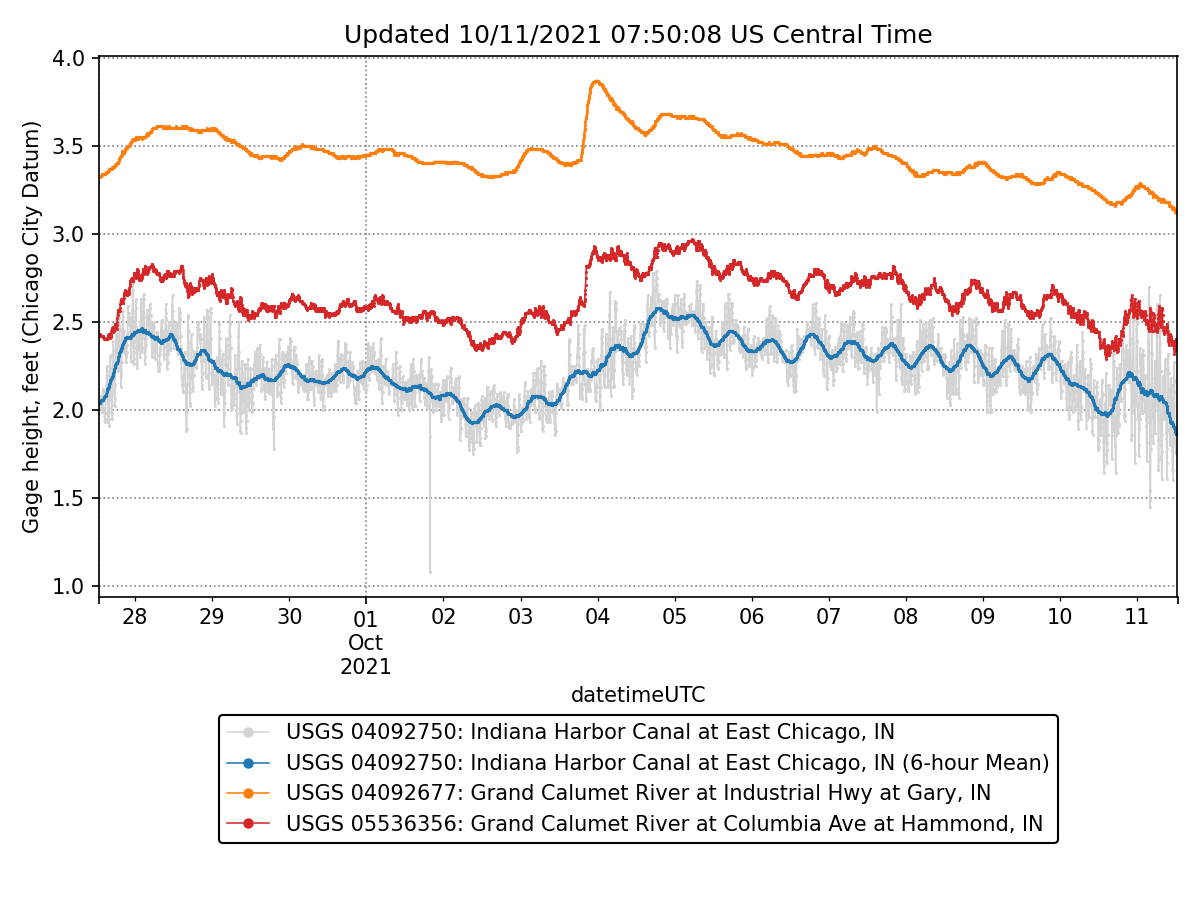 Updated 10/11/2021 07:50:08 US Central Time
Gage height, feet (Chicago City Datum)
4.0
3.5
3.0
2.5
2.0
1.5
1.0
28 29 30 01 02 03 04 05 06 07 08 09 10 11
Oct
2021
datetimeUTC
USGS 04092750: Indiana Harbor Canal at East Chicago, IN
USGS 04092750: Indiana Harbor Canal at East Chicago, IN (6-hour Mean)
USGS 04092677: Grand Calumet River at Industrial Hwy at Gary, IN
USGS 05536356: Grand Calumet River at Columbia Ave at Hammond, IN